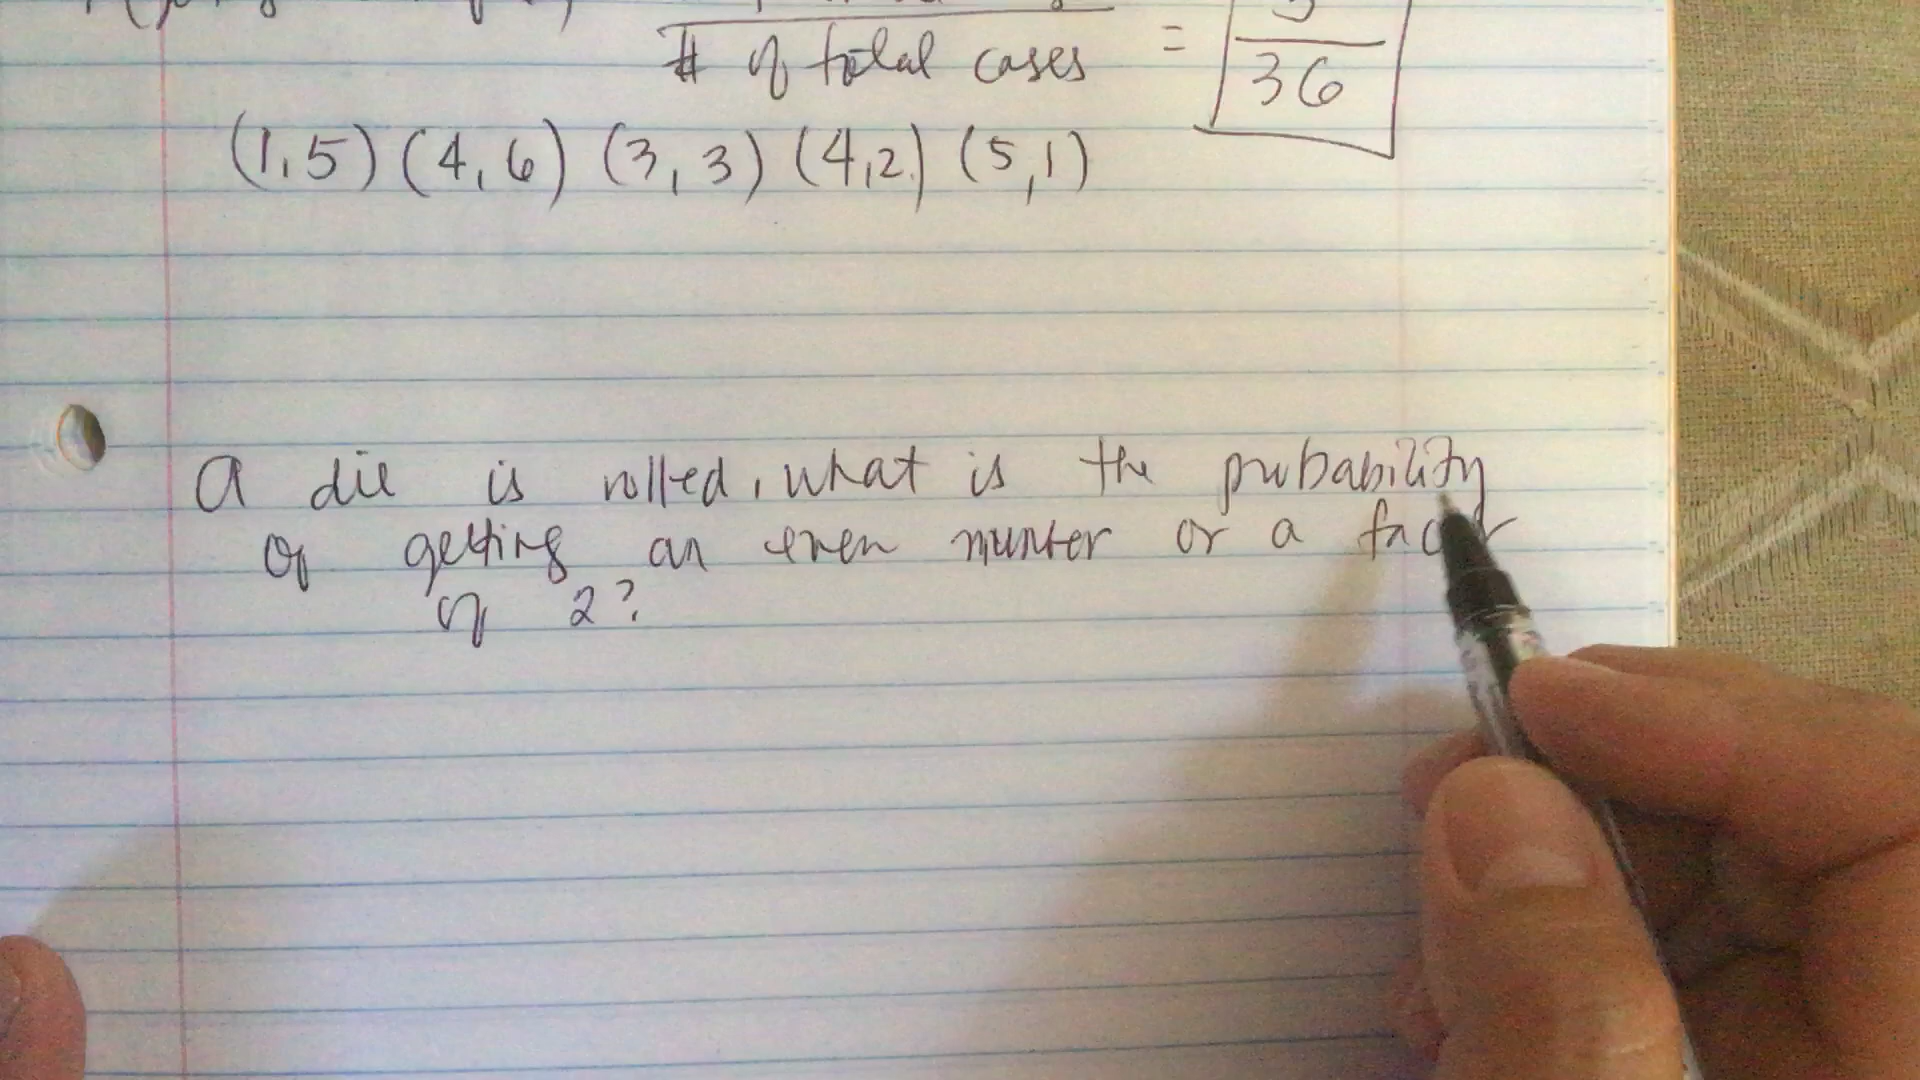 # of total cases =
36
(1,5) (4,6) (3,3) (4,2) (5,1)
A die is rolled, what is the probability
of getting an even number or a factor
of 2?